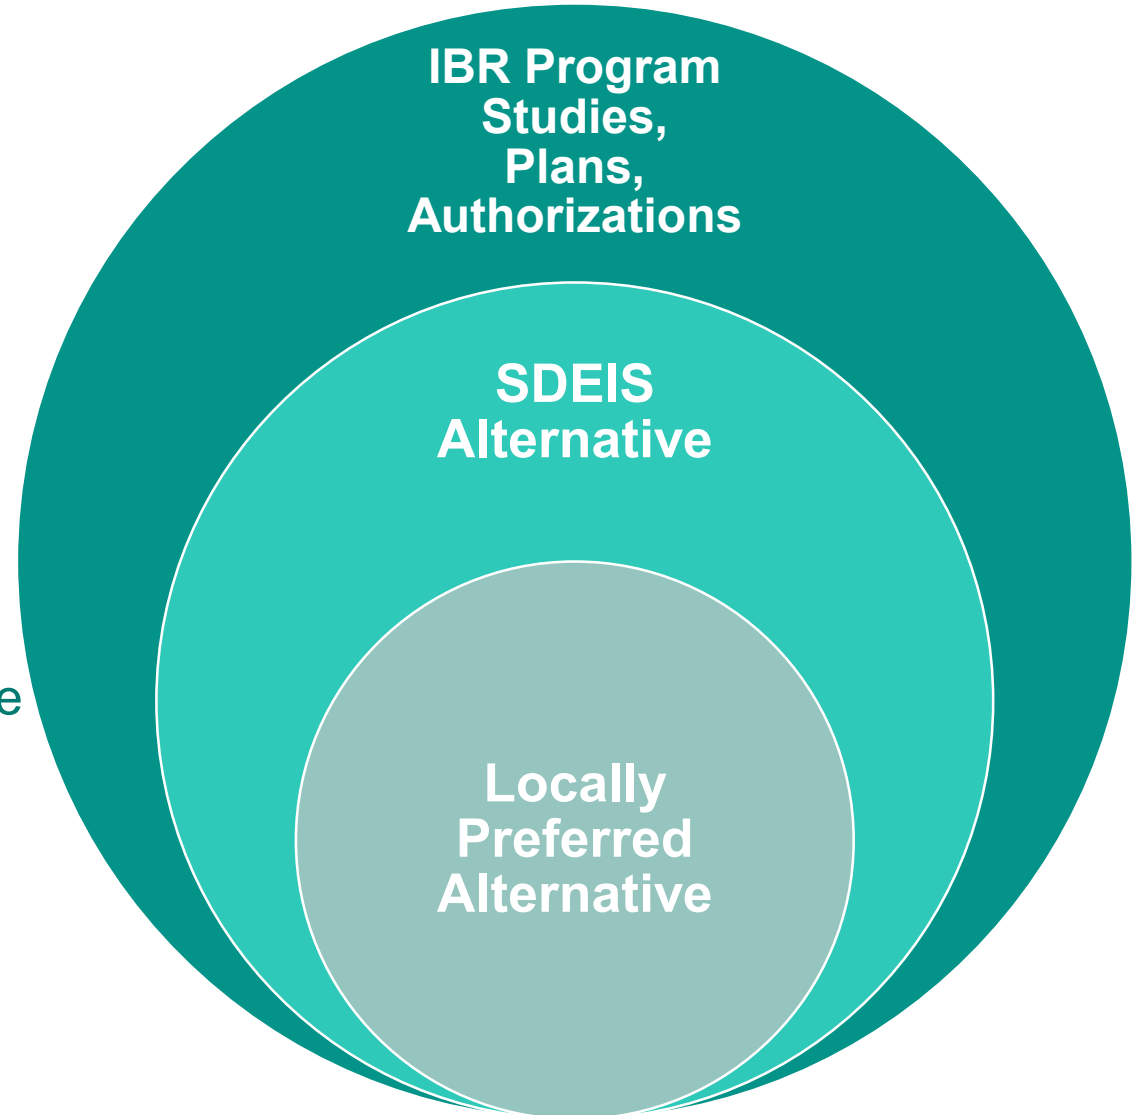 IBR Program
Studies,
Plans,
Authorizations
SDEIS
Alternative
e
Locally
Preferred
Alternative